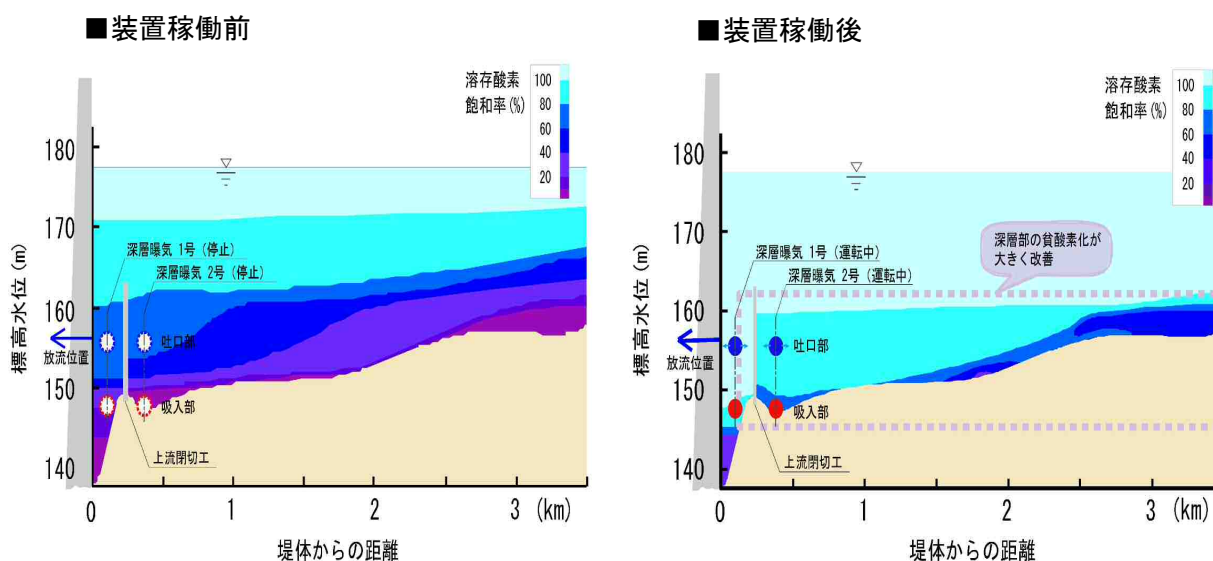 ■装置稼働前
溶存酸素
飽和率(%)
100
80
60
40
20
180
170
160
150
140
標高水位(m)
深層曝気 1号(停止)
深層曝気 2号(停止)
放流位置
吐口部
吸入部
上流閉切工
0
1
2
3
(km)
堤体からの距離
■装置稼働後
溶存酸素
飽和率(%)
100
80
60
40
20
180
170
160
150
140
標高水位(m)
深層部の貧酸素化が
大きく改善
深層曝気 1号(運転中)
深層曝気 2号(運転中)
放流位置
吐口部
吸入部
上流閉切工
0
1
2
3
(km)
堤体からの距離